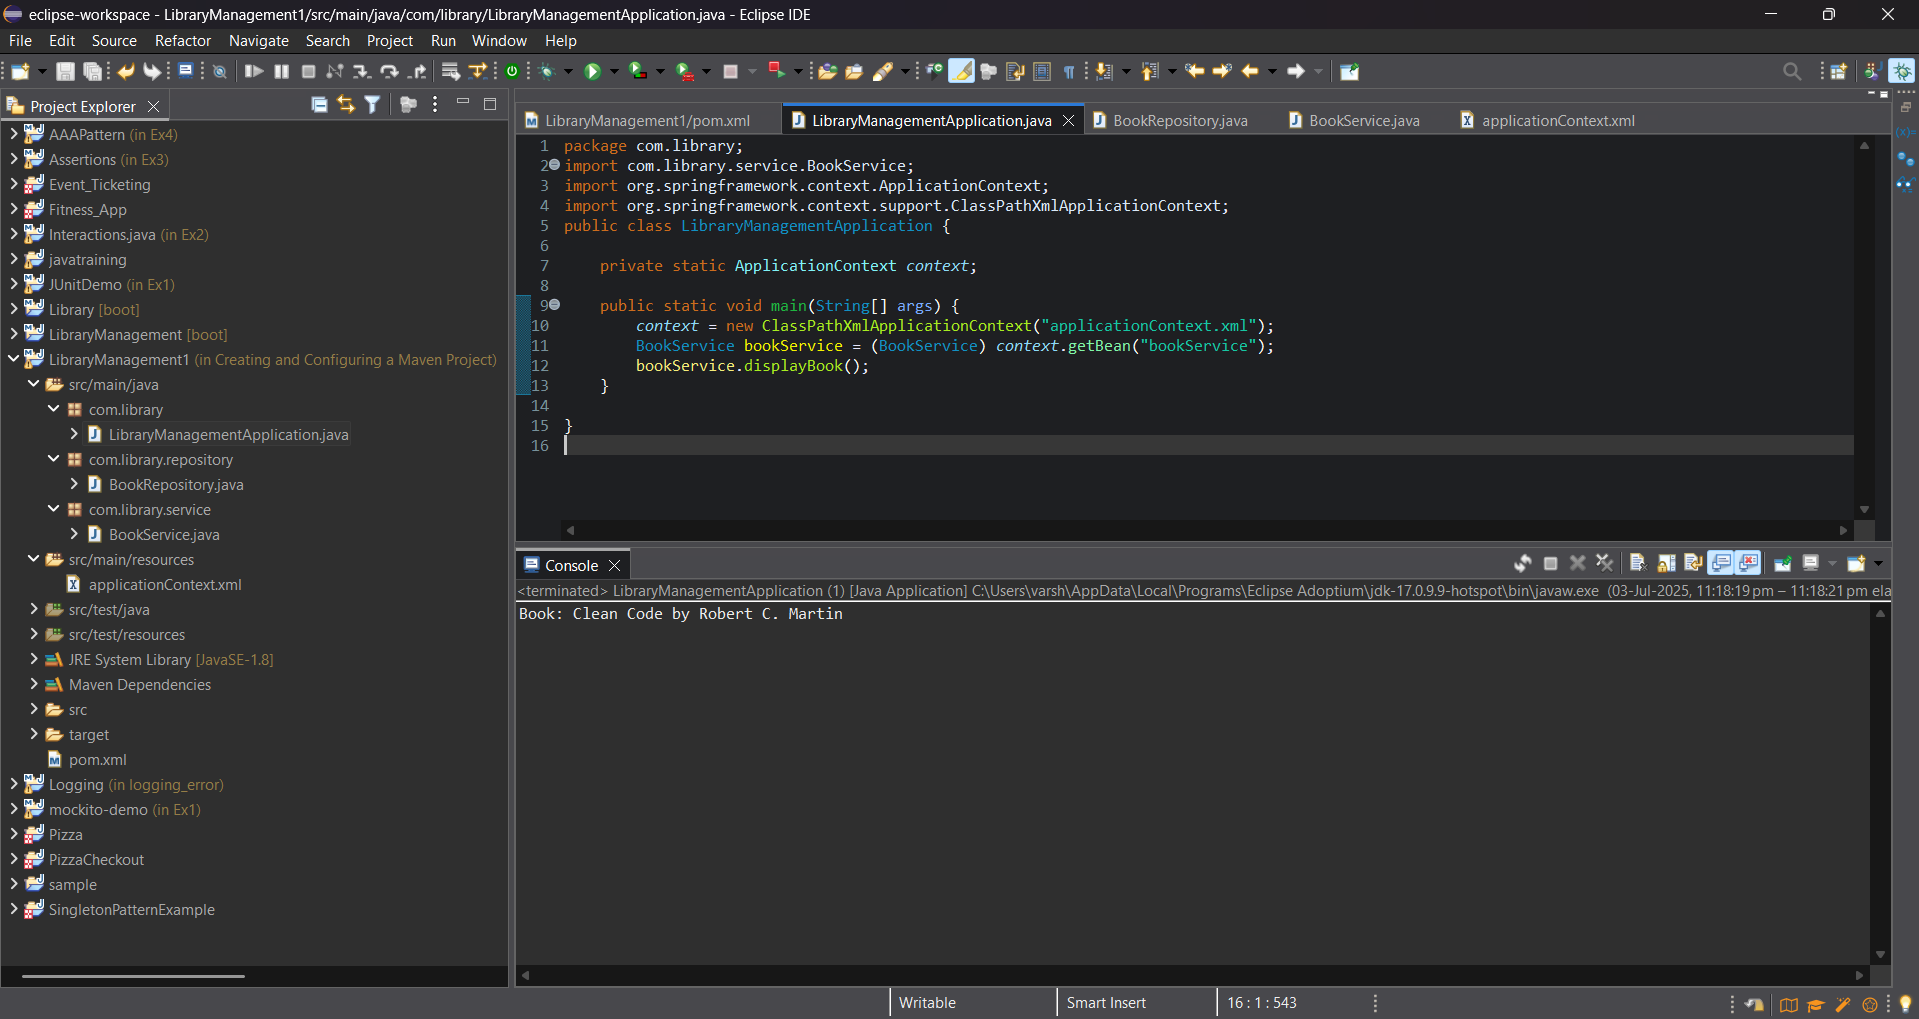 eclipse-workspace - LibraryManagement1/src/main/java/com/library/LibraryManagementApplication.java - Eclipse IDE
File Edit Source Refactor Navigate Search Project Run Window Help
Project Explorer
AAAPattern (in Ex4)
Assertions (in Ex3)
Event_Ticketing
Fitness_App
Interactions.java (in Ex2)
javatraining
JUnitDemo (in Ex1)
Library [boot]
LibraryManagement [boot]
LibraryManagement1 (in Creating and Configuring a Maven Project)
src/main/java
com.library
LibraryManagementApplication.java
com.library.repository
BookRepository.java
com.library.service
BookService.java
src/main/resources
applicationContext.xml
src/test/java
src/test/resources
JRE System Library [JavaSE-1.8]
Maven Dependencies
src
target
pom.xml
Logging (in logging_error)
mockito-demo (in Ex1)
Pizza
PizzaCheckout
sample
SingletonPatternExample
LibraryManagement1/pom.xml LibraryManagementApplication.java BookRepository.java BookService.java applicationContext.xml
1 package com.library;
2 import com.library.service.BookService;
3 import org.springframework.context.ApplicationContext;
4 import org.springframework.context.support.ClassPathXmlApplicationContext;
5 public class LibraryManagementApplication {
6
7 private static ApplicationContext context;
8
9 public static void main(String[] args) {
10 context = new ClassPathXmlApplicationContext("applicationContext.xml");
11 BookService bookService = (BookService) context.getBean("bookService");
12 bookService.displayBook();
13 }
14
15 }
16
Console
<terminated> LibraryManagementApplication (1) [Java Application] C:\Users\varsh\AppData\Local\Programs\Eclipse Adoptium\jdk-17.0.9.9-hotspot\bin\javaw.exe (03-Jul-2025, 11:18:19 pm – 11:18:21 pm ela
Book: Clean Code by Robert C. Martin
Writable Smart Insert 16 : 1 : 543